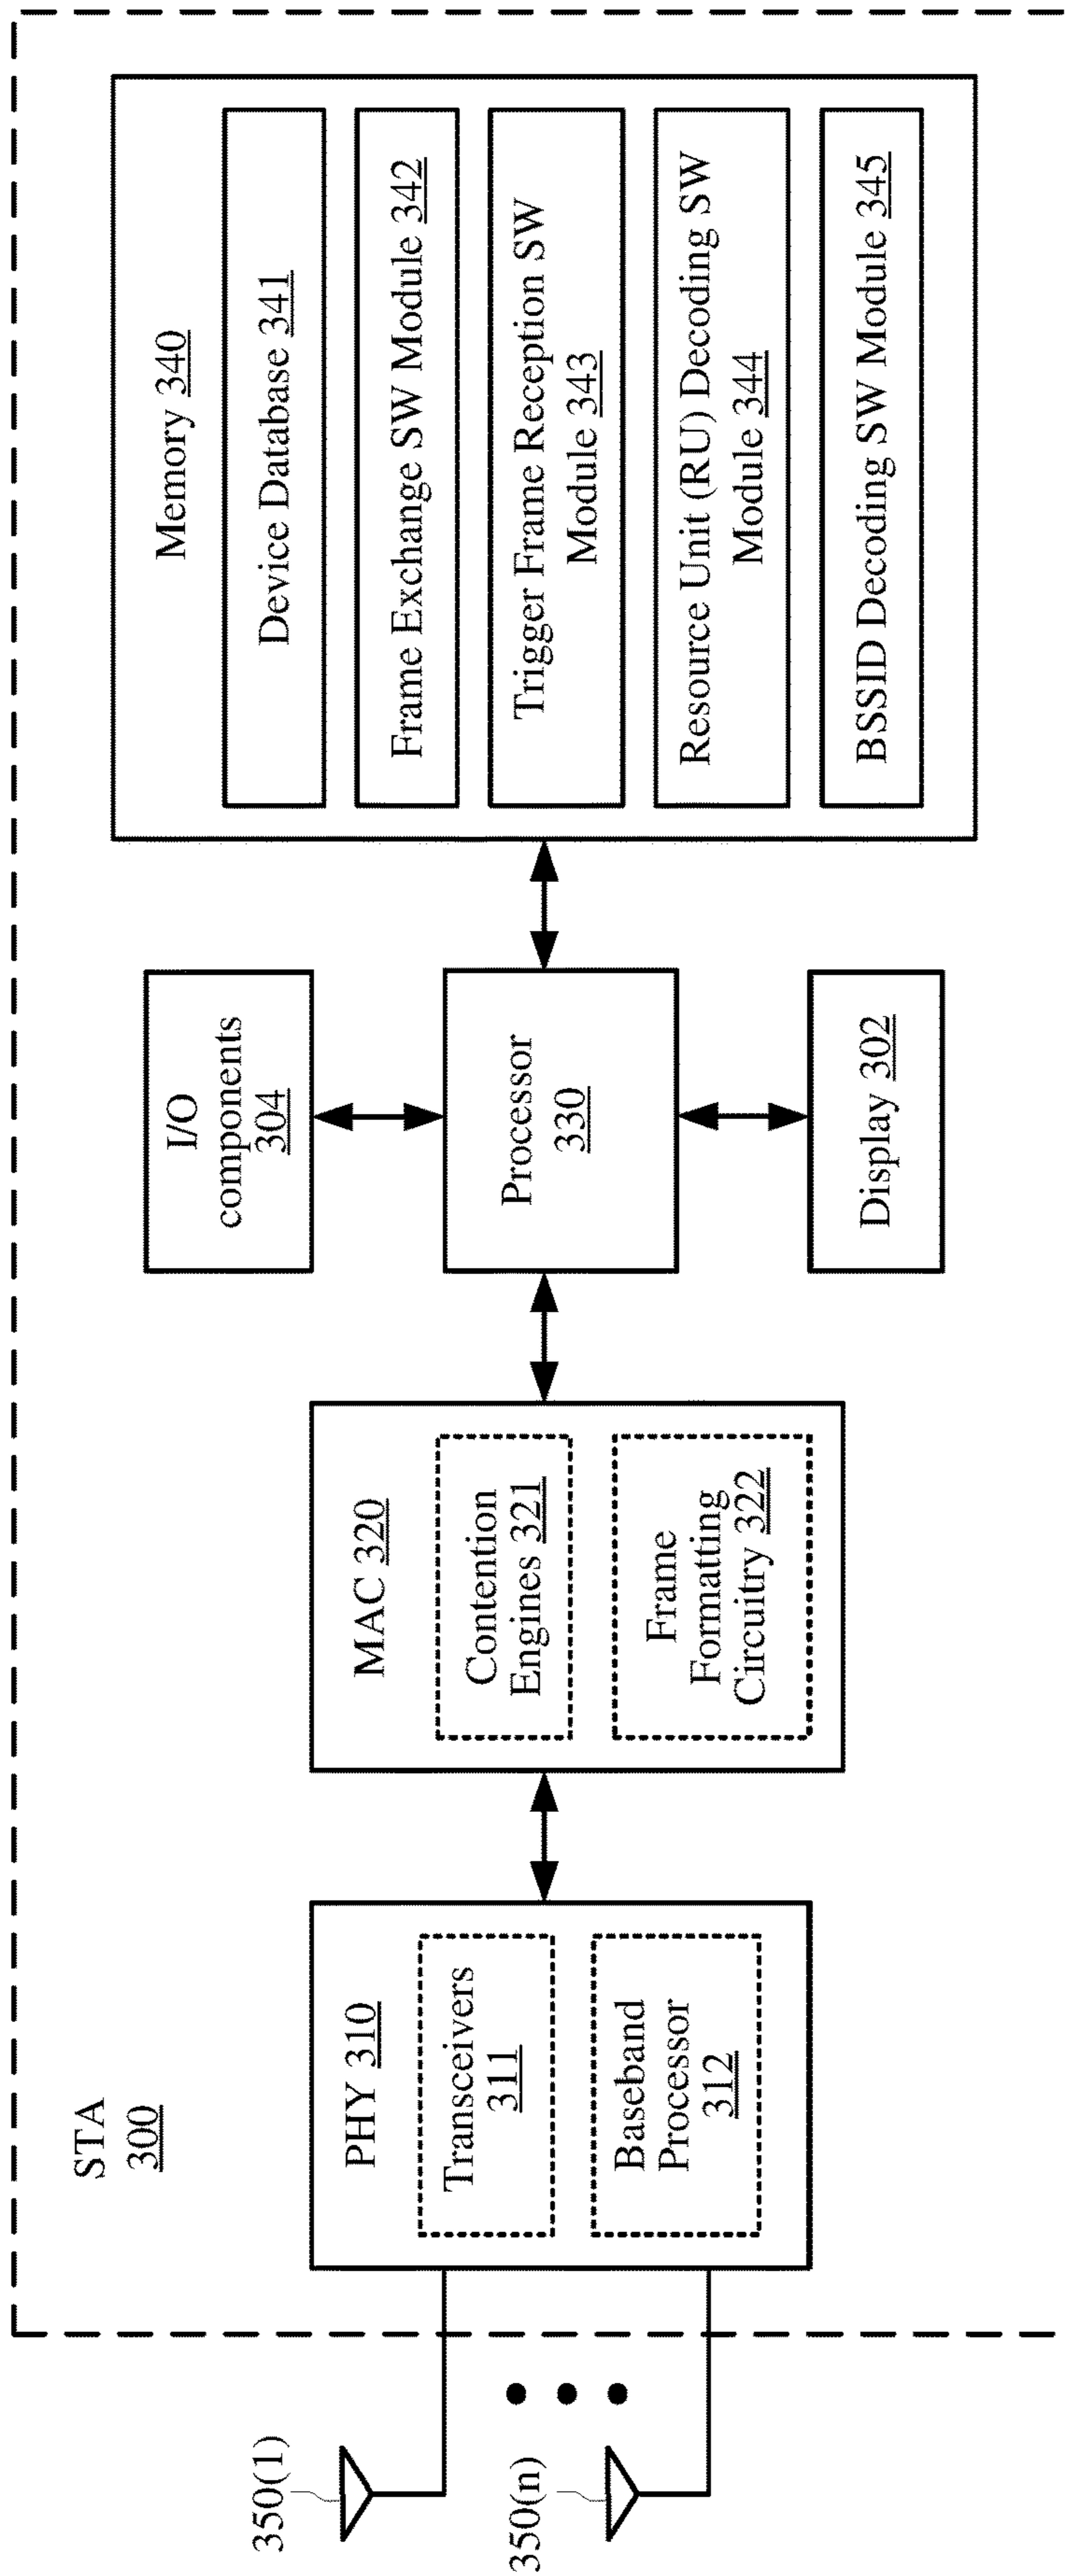 STA
300
350(1)
350(n)
PHY 310
Transceivers
311
Baseband
Processor
312
MAC 320
Contention
Engines 321
Frame
Formatting
Circuitry 322
I/O
components
304
Processor
330
Display 302
Memory 340
Device Database 341
Frame Exchange SW Module 342
Trigger Frame Reception SW
Module 343
Resource Unit (RU) Decoding SW
Module 344
BSSID Decoding SW Module 345